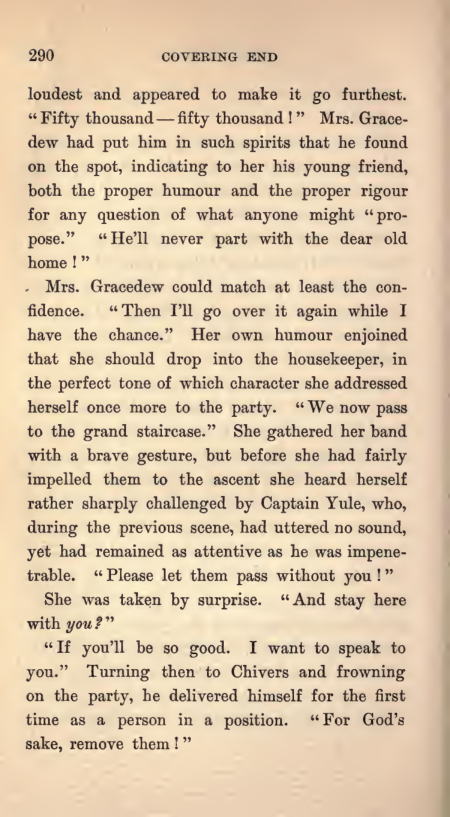 290 COVERING END
loudest and appeared to make it go furthest.
“Fifty thousand—fifty thousand!” Mrs. Grace-
dew had put him in such spirits that he found
on the spot, indicating to her his young friend,
both the proper humour and the proper rigour
for any question of what anyone might “pro-
pose.” “He’ll never part with the dear old
home!”
Mrs. Gracedew could match at least the con-
fidence. “Then I’ll go over it again while I
have the chance.” Her own humour enjoined
that she should drop into the housekeeper, in
the perfect tone of which character she addressed
herself once more to the party. “We now pass
to the grand staircase.” She gathered her band
with a brave gesture, but before she had fairly
impelled them to the ascent she heard herself
rather sharply challenged by Captain Yule, who,
during the previous scene, had uttered no sound,
yet had remained as attentive as he was impene-
trable. “Please let them pass without you!”
She was taken by surprise. “And stay here
with you?”
“If you’ll be so good. I want to speak to
you.” Turning then to Chivers and frowning
on the party, he delivered himself for the first
time as a person in a position. “For God’s
sake, remove them!”